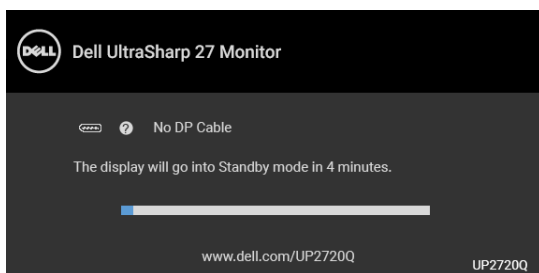 DELL
Dell UltraSharp 27 Monitor
? No DP Cable
The display will go into Standby mode in 4 minutes.
www.dell.com/UP2720Q
UP2720Q